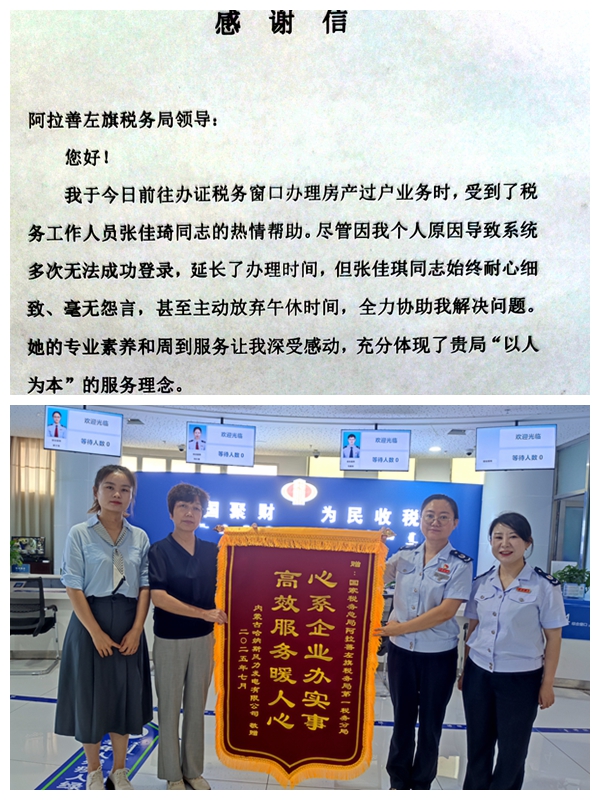 感 谢 信
阿拉善左旗税务局领导：
您好！
我于今日前往办证税务窗口办理房产过户业务时，受到了税
务工作人员张佳琦同志的热情帮助。尽管因我个人原因导致系统
多次无法成功登录，延长了办理时间，但张佳琪同志始终耐心细
致、毫无怨言，甚至主动放弃午休时间，全力协助我解决问题。
她的专业素养和周到服务让我深受感动，充分体现了贵局“以人
为本”的服务理念。
欢迎光临
等待人数 0
欢迎光临
等待人数 0
欢迎光临
等待人数 0
欢迎光临
等待人数 0
国聚财 为民收税
赠：国家税务总局阿拉善左旗税务局第一税务分局
心系企业办实事
高效服务暖人心
内蒙古哈纳斯风力发电有限公司 敬赠
二〇二五年七月